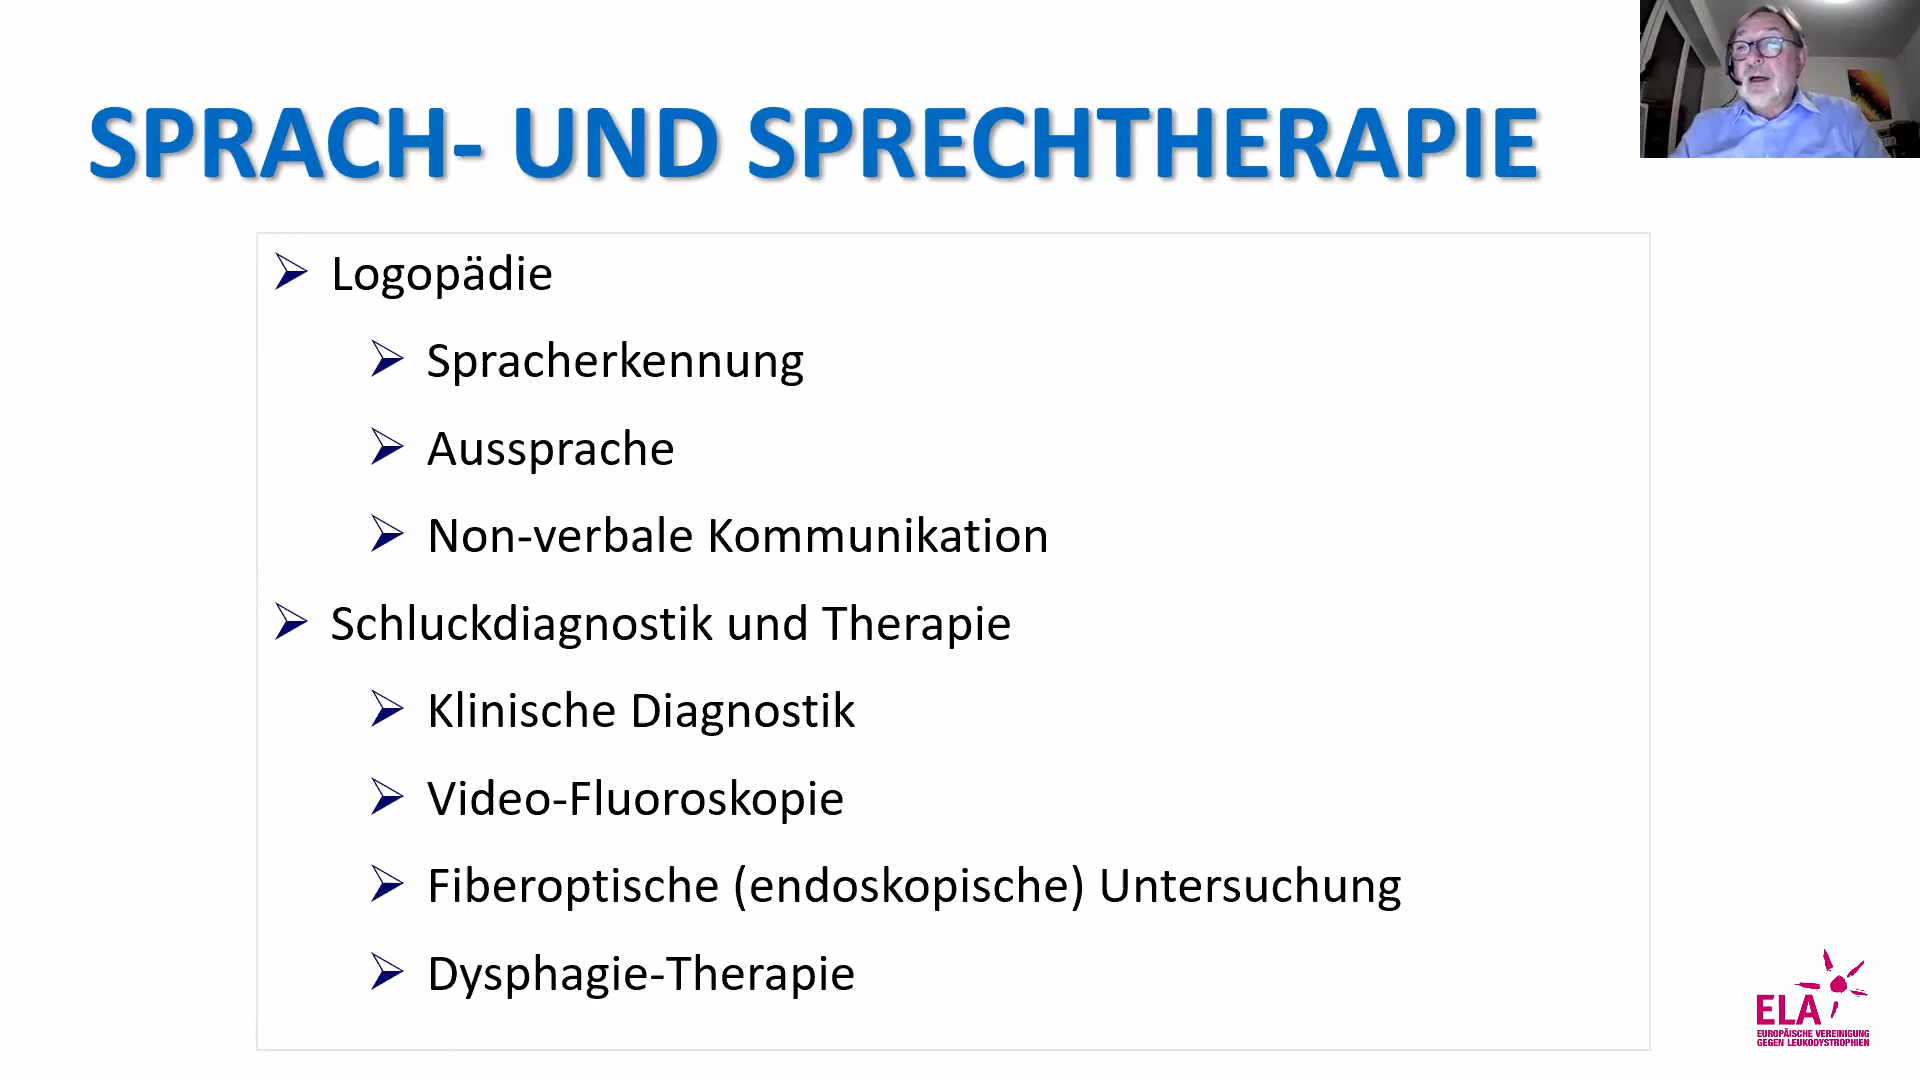 SPRACH- UND SPRECHTHERAPIE
Logopädie
Spracherkennung
Aussprache
Non-verbale Kommunikation
Schluckdiagnostik und Therapie
Klinische Diagnostik
Video-Fluoroskopie
Fiberoptische (endoskopische) Untersuchung
Dysphagie-Therapie
ELA
EUROPÄISCHE VEREINIGUNG
GEGEN LEUKODYSTROPHIEN